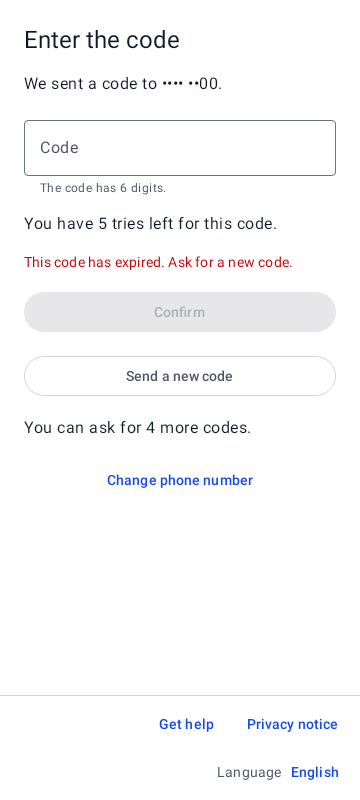 Enter the code
We sent a code to •••• ••00.
Code
The code has 6 digits.
You have 5 tries left for this code.
This code has expired. Ask for a new code.
Confirm
Send a new code
You can ask for 4 more codes.
Change phone number
Get help Privacy notice
Language English